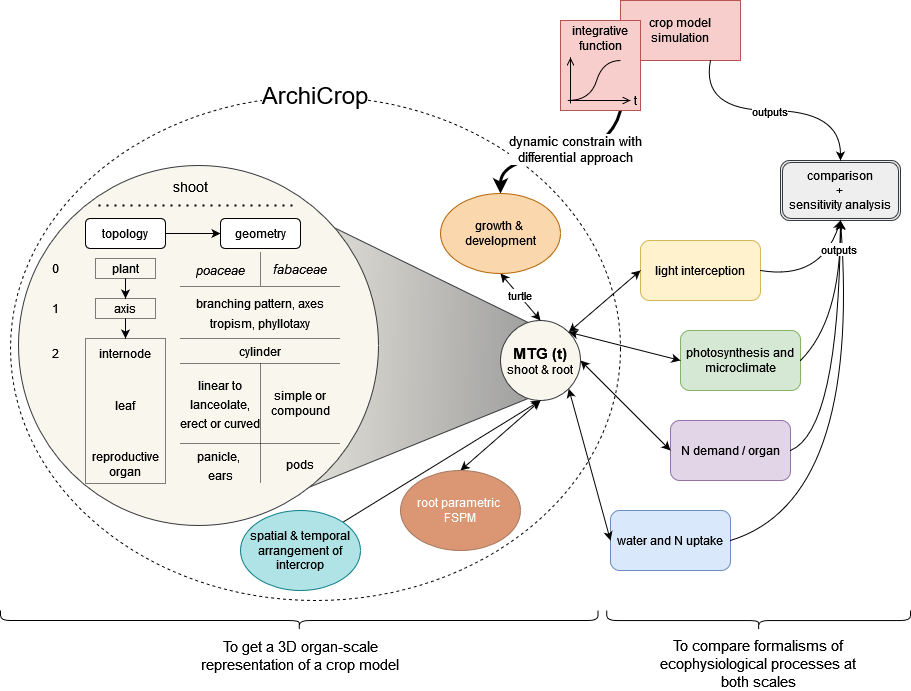 crop model
simulation
integrative
function
t
outputs
ArchiCrop
dynamic constrain with
differential approach
comparison
+
sensitivity analysis
outputs
shoot
topology
geometry
growth &
development
0
plant
poaceae
fabaceae
light interception
turtle
1
axis
branching pattern, axes
tropism, phyllotaxy
2
internode
cylinder
MTG (t)
shoot & root
photosynthesis and
microclimate
leaf
linear to
lanceolate,
erect or curved
simple or
compound
N demand / organ
reproductive
organ
panicle,
ears
pods
root parametric
FSPM
spatial & temporal
arrangement of
intercrop
water and N uptake
To get a 3D organ-scale
representation of a crop model
To compare formalisms of
ecophysiological processes at
both scales